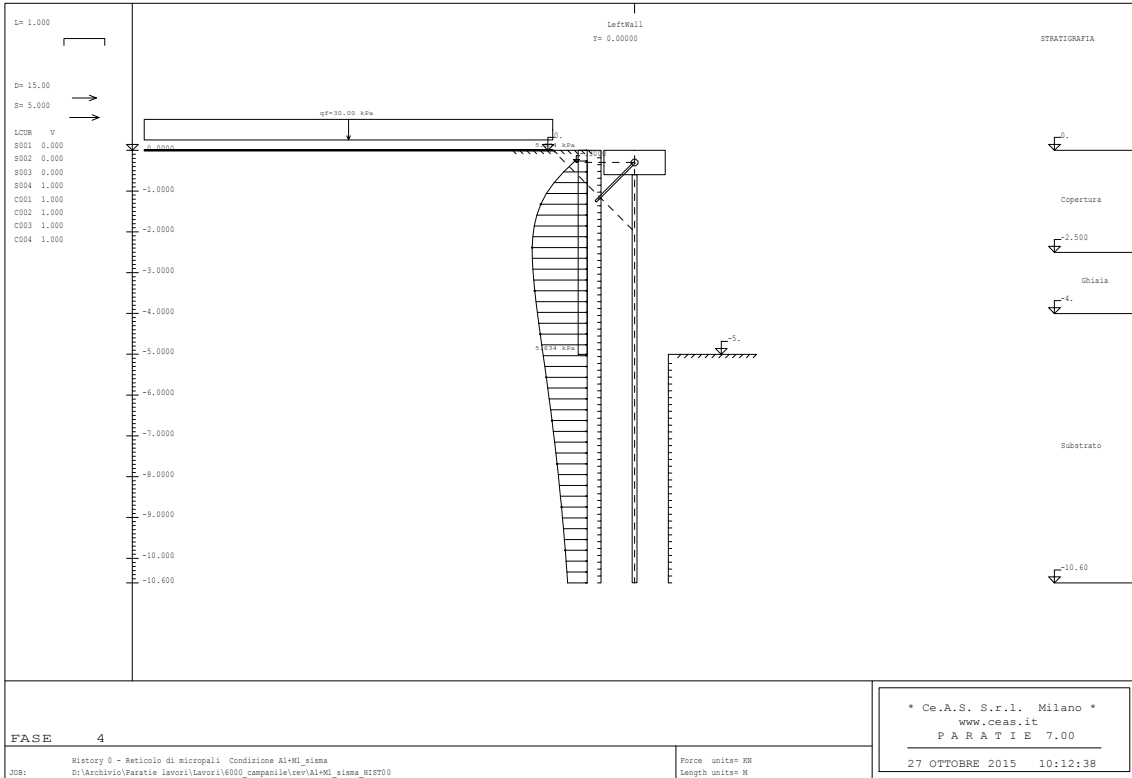 L= 1.000
D= 15.00
S= 5.000
LCUR V
S001 0.000
S002 0.000
S003 0.000
S004 1.000
C001 1.000
C002 1.000
C003 1.000
C004 1.000
LeftWall
Y= 0.00000
STRATIGRAFIA
qf=30.00 kPa
0.
0.
0.0000
-1.0000
-2.0000
-3.0000
-4.0000
-5.0000
-6.0000
-7.0000
-8.0000
-9.0000
-10.000
-10.600
5.634 kPa
-5.
Copertura
-2.500
Ghiaia
-4.
Substrato
-10.60
FASE 4
History 0 - Reticolo di micropali Condizione A1+M1_sisma
JOB: D:\Archivio\Paratie lavori\Lavori\6000_campanile\rev\A1+M1_sisma_HIST00
Force units= KN
Length units= M
* Ce.A.S. S.r.l. Milano *
www.ceas.it
P A R A T I E 7.00
27 OTTOBRE 2015 10:12:38